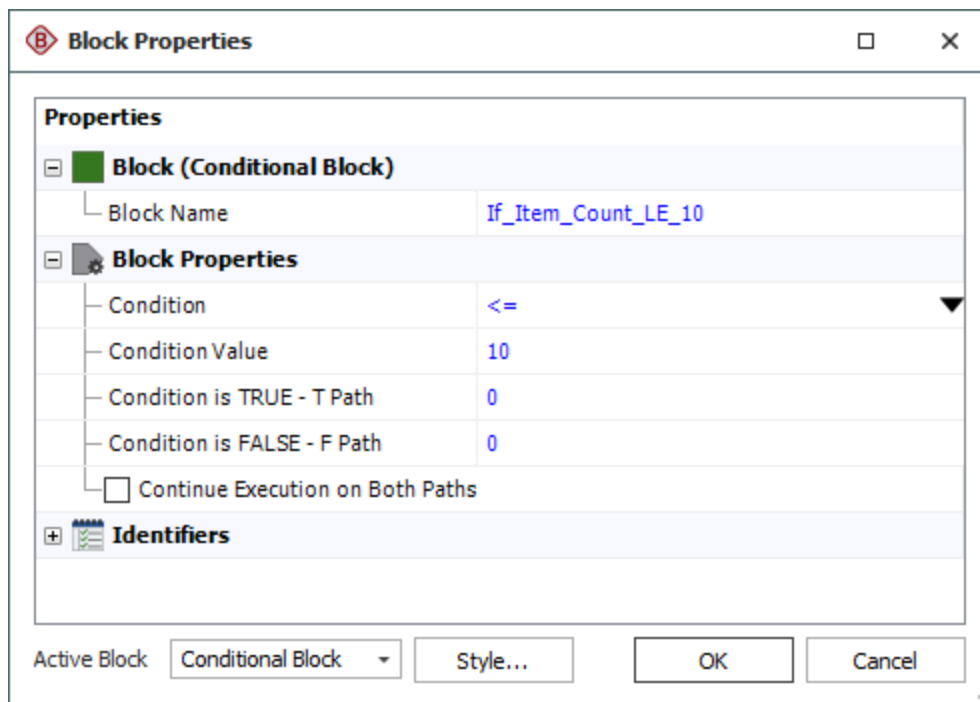 B Block Properties
Properties
Block (Conditional Block)
Block Name If_Item_Count_LE_10
Block Properties
Condition <=
Condition Value 10
Condition is TRUE - T Path 0
Condition is FALSE - F Path 0
Continue Execution on Both Paths
Identifiers
Active Block Conditional Block Style... OK Cancel